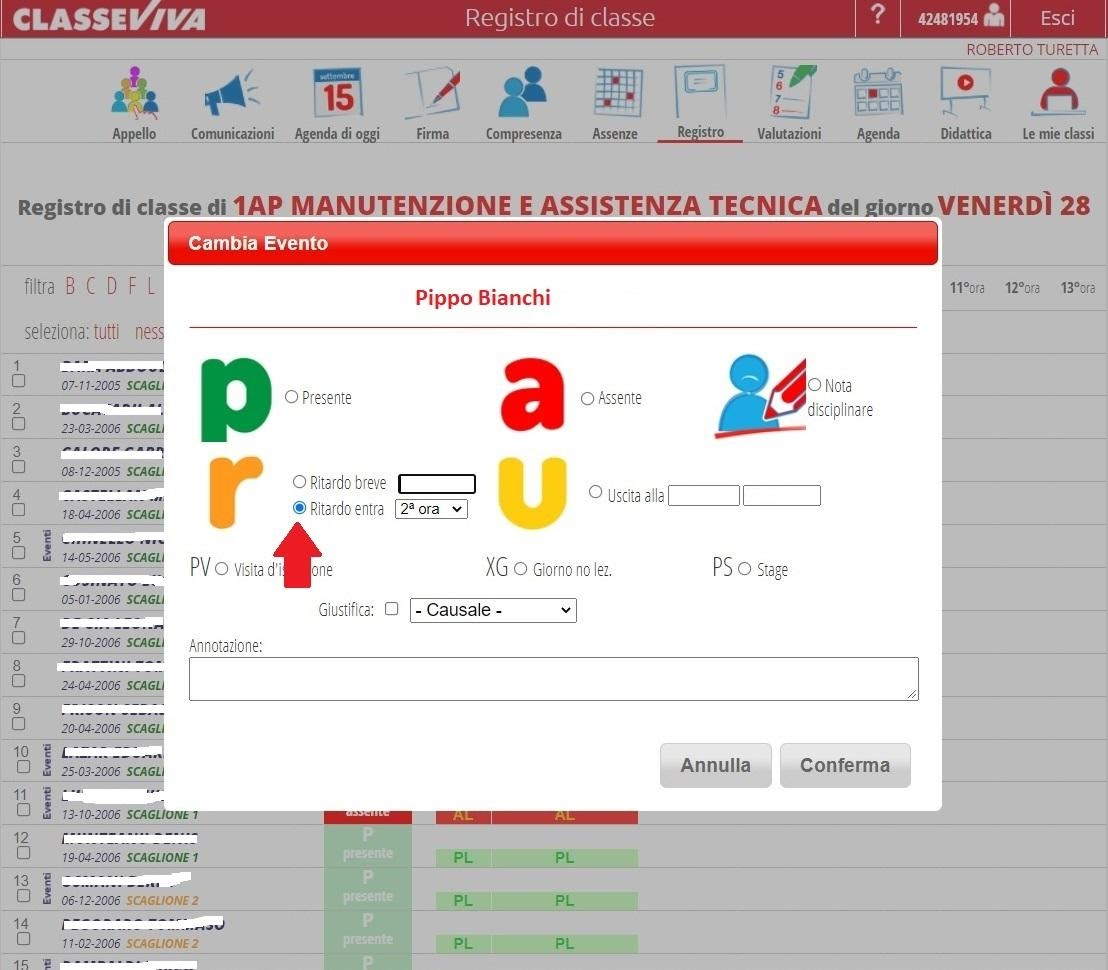 CLASSEVIVA
Registro di classe
?
42481954
Esci
ROBERTO TURETTA
settembre
15
5
6
7
8
Appello
Comunicazioni
Agenda di oggi
Firma
Compresenza
Assenze
Registro
Valutazioni
Agenda
Didattica
Le mie classi
Registro di classe di 1AP MANUTENZIONE E ASSISTENZA TECNICA del giorno VENERDÌ 28
Cambia Evento
filtra B C D F L
11°ora 12°ora 13°ora
Pippo Bianchi
seleziona: tutti
p Presente
a Assente
Nota
disciplinare
r Ritardo breve
Ritardo entra 2ª ora
u Uscita alla
PV
XG Giorno no lez.
PS Stage
Giustifica: - Causale -
Annotazione:
Annulla
Conferma
1
07-11-2005
2
23-03-2006
3
08-12-2005
4
18-04-2006
5 Eventi
14-05-2006
6
05-01-2006
7
29-10-2006
8
24-04-2006
9
20-04-2006
10 Eventi
25-03-2006
11 Eventi
13-10-2006 SCAGLIONE 1
assente AL AL
12
19-04-2006 SCAGLIONE 1
P
presente PL PL
13 Eventi
06-12-2006 SCAGLIONE 2
P
presente PL PL
14
11-02-2006 SCAGLIONE 2
P
presente PL PL
15
P